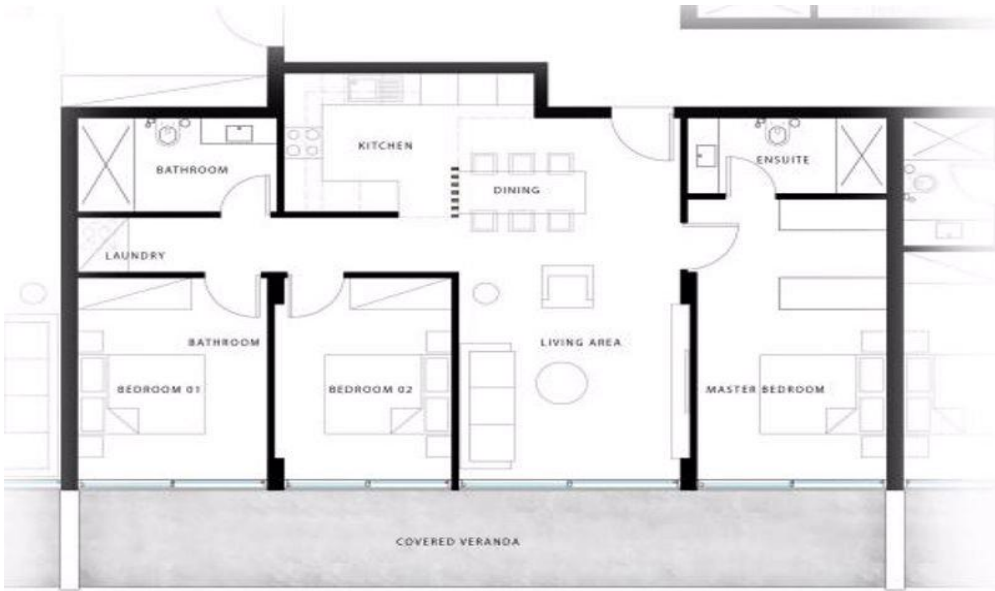 KITCHEN
ENSUITE
BATHROOM
DINING
LAUNDRY
BATHROOM
LIVING AREA
BEDROOM 01
BEDROOM 02
MASTER BEDROOM
COVERED VERANDA